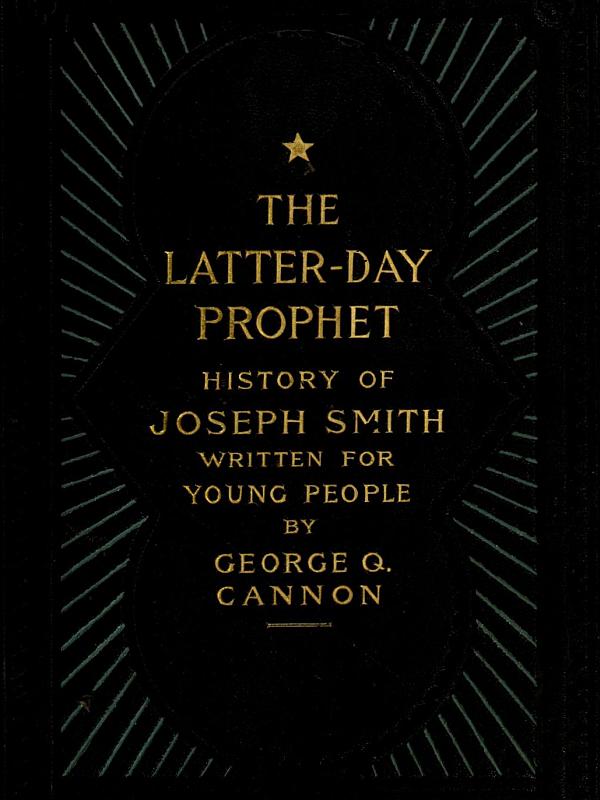 THE
LATTER-DAY
PROPHET
HISTORY OF
JOSEPH SMITH
WRITTEN FOR
YOUNG PEOPLE
BY
GEORGE Q.
CANNON